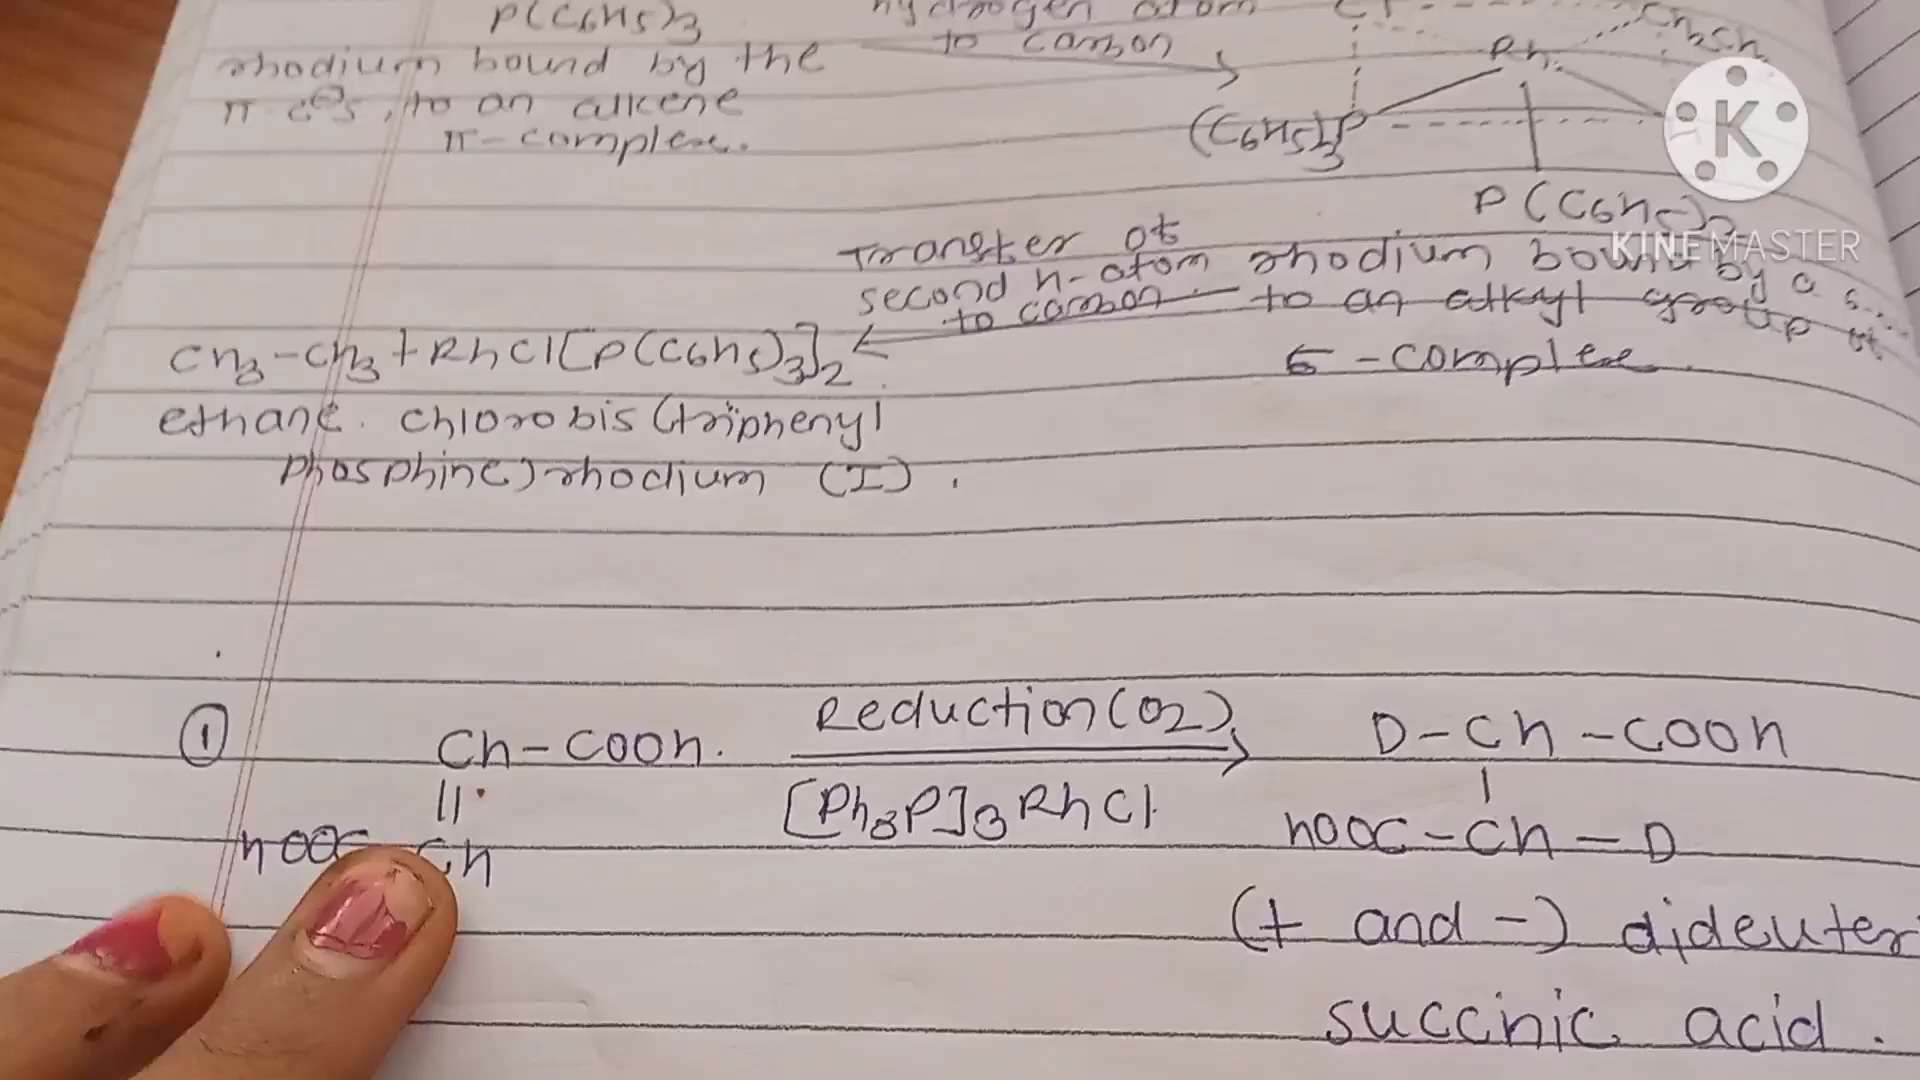 P(C6H5)3
hydrogen atom
to carbon
Rh
rhodium bound by the
π e⊖s, to an alkene
π-complex.
(C6H5)3P
P(C6H5)3
K
KINEMASTER
Transfer of
second H-atom
to carbon
rhodium bound by a s....
to an alkyl group at
σ-complex.
CH3-CH3+RhCl[P(C6H5)3]2
ethane. chlorobis (triphenyl
phosphine) rhodium (I).
① CH-COOH.
||
HOOC CH
Reduction(O2)
[Ph3P]3RhCl
D-CH-COOH
|
HOOC-CH-D
(+ and -) dideuter
succinic acid.